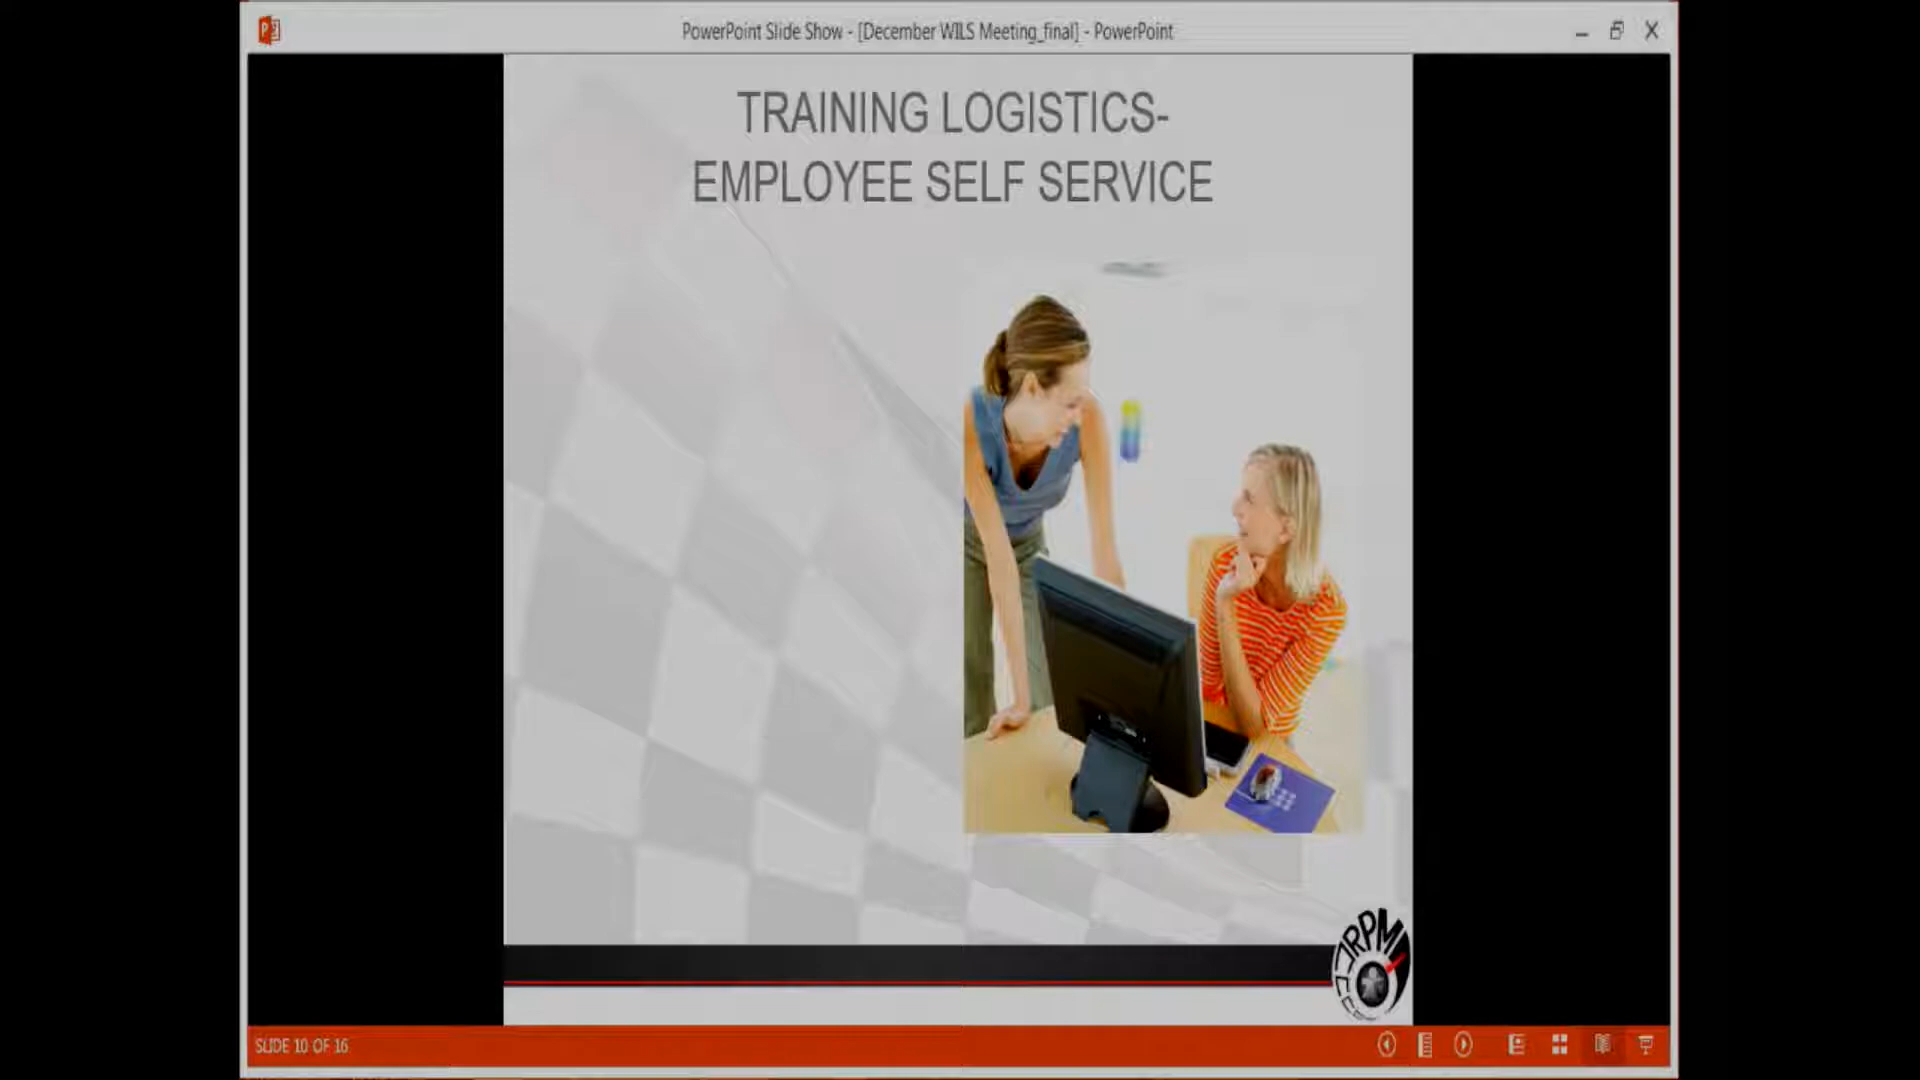 PowerPoint Slide Show - [December WILS Meeting_final] - PowerPoint
TRAINING LOGISTICS-
EMPLOYEE SELF SERVICE
RPM
SLIDE 10 OF 16